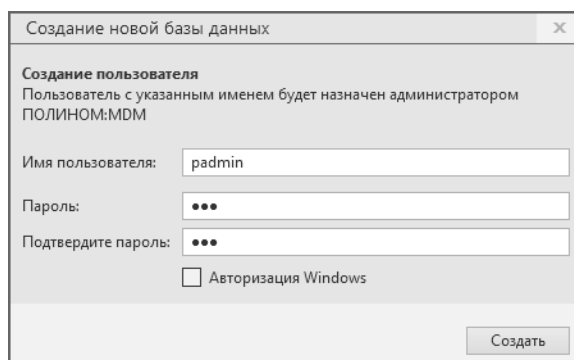 Создание новой базы данных
Создание пользователя
Пользователь с указанным именем будет назначен администратором
ПОЛИНОМ:MDM
Имя пользователя: padmin
Пароль: •••
Подтвердите пароль: •••
Авторизация Windows
Создать